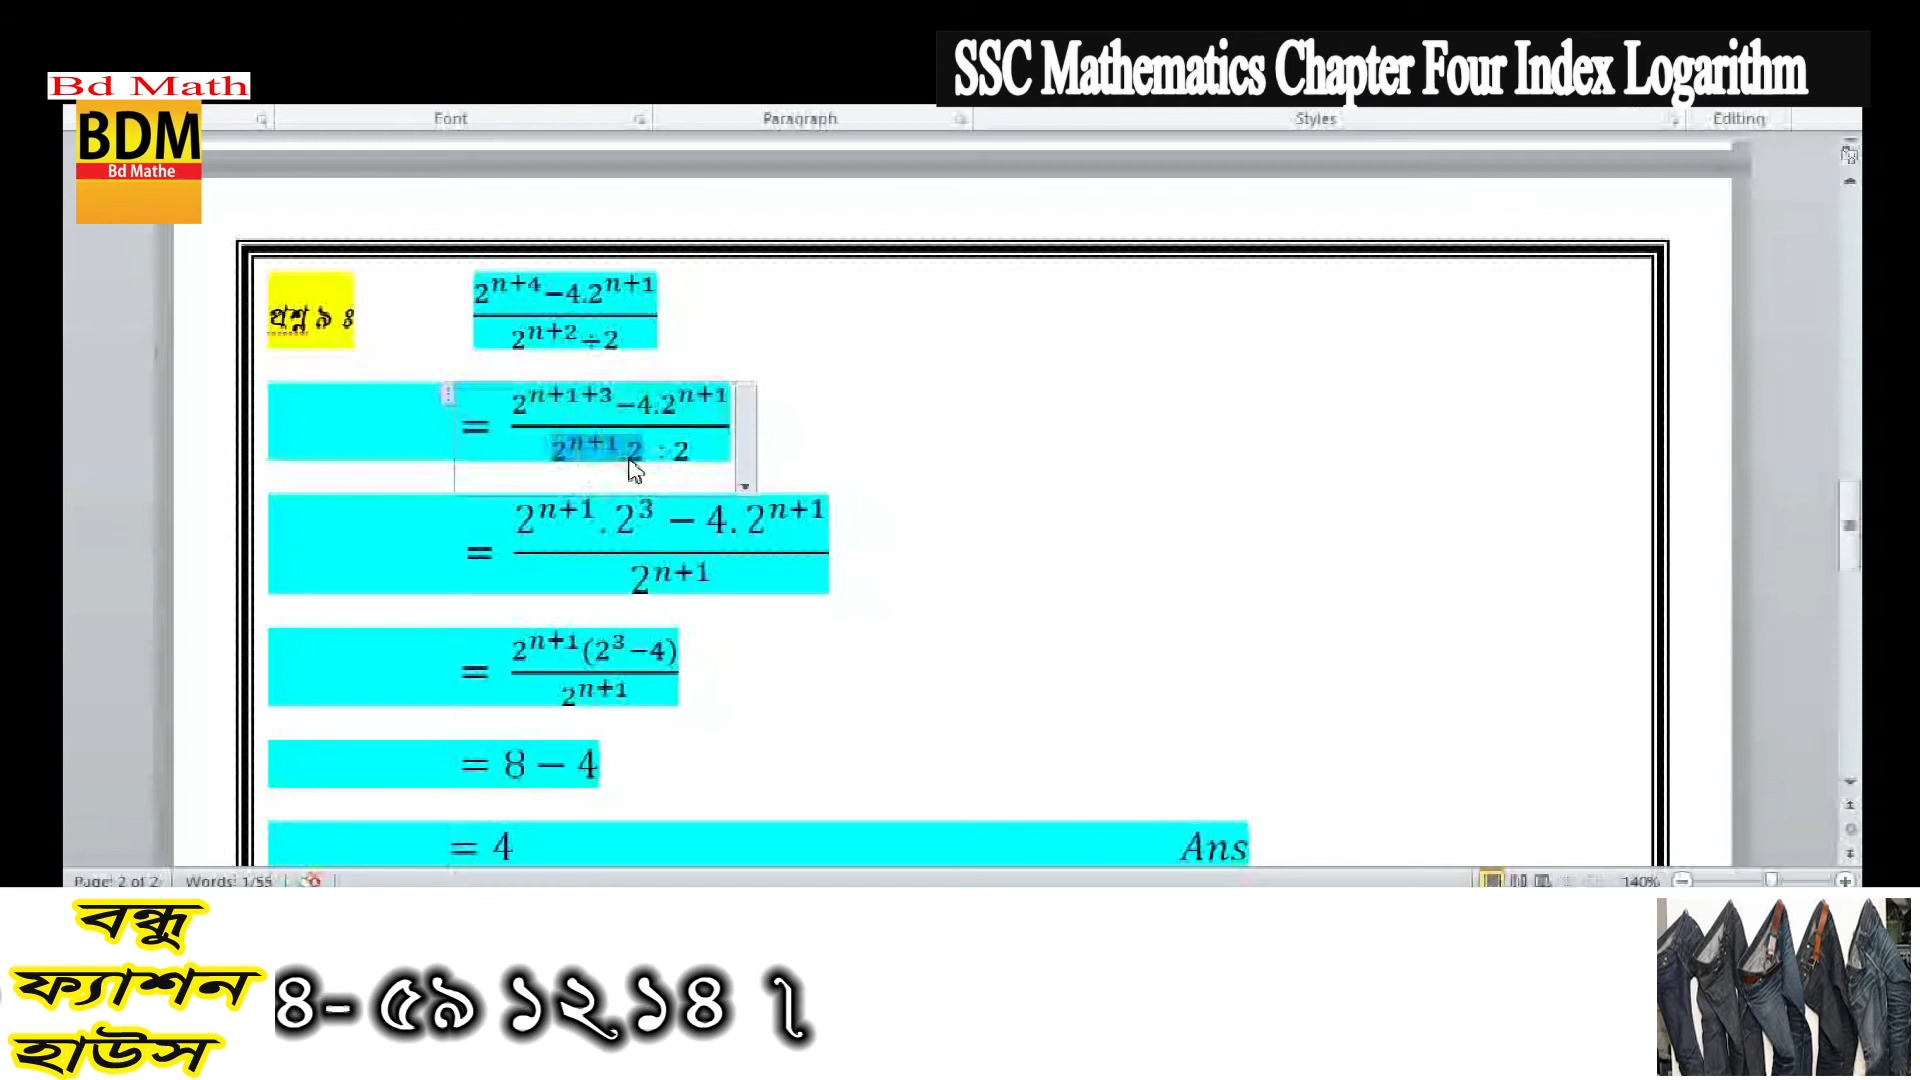 SSC Mathematics Chapter Four Index Logarithm
Bd Math
BDM
Bd Mathe
Font Paragraph Styles Editing
প্রশ্ন ৯ ঃ
2^{n+4}−4.2^{n+1}
2^{n+2}÷2
= 2^{n+1+3}−4.2^{n+1}
2^{n+1}.2 ÷ 2
= 2^{n+1}.2^3 − 4.2^{n+1}
2^{n+1}
= 2^{n+1}(2^3−4)
2^{n+1}
= 8 − 4
= 4 Ans
Page: 2 of 2 Words: 1/55 140%
বন্ধু
ফ্যাশন
হাউস
৪- ৫৯ ১২,১৪